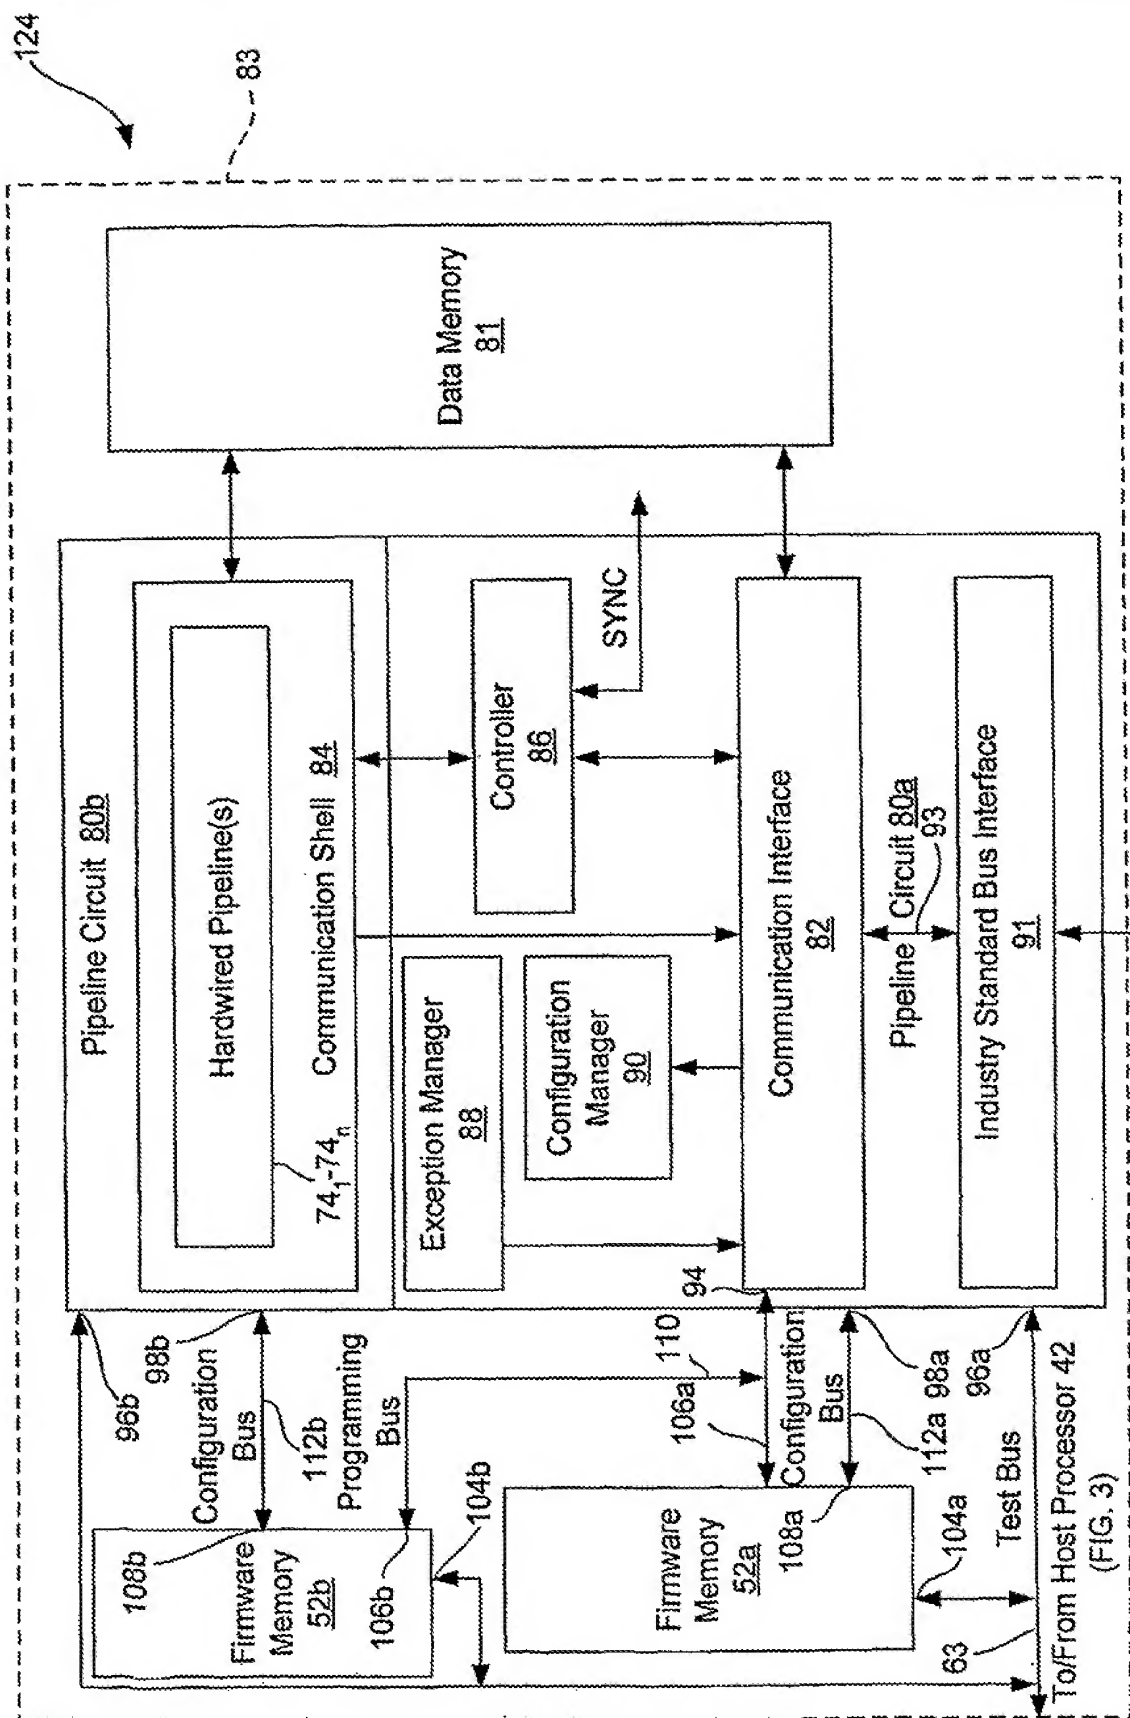 124
83
Pipeline Circuit 80b
Hardwired Pipeline(s)
74₁-74ₙ
Communication Shell 84
Data Memory
81
Exception Manager
88
Configuration
Manager
90
Controller
86
SYNC
Communication Interface
82
Pipeline Circuit 80a
93
Industry Standard Bus Interface
91
96b
98b
Configuration
Bus
112b
Programming
Bus
108b
Firmware
Memory
52b
106b
104b
94
110
106a
Configuration
Bus
98a
112a
96a
Firmware
Memory
52a
108a
104a
Test Bus
63
To/From Host Processor 42
(FIG. 3)